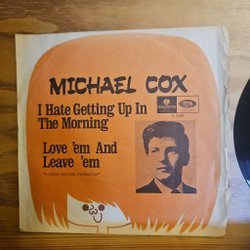 MICHAEL COX
I Hate Getting Up In
The Morning
Love 'em And
Leave 'em